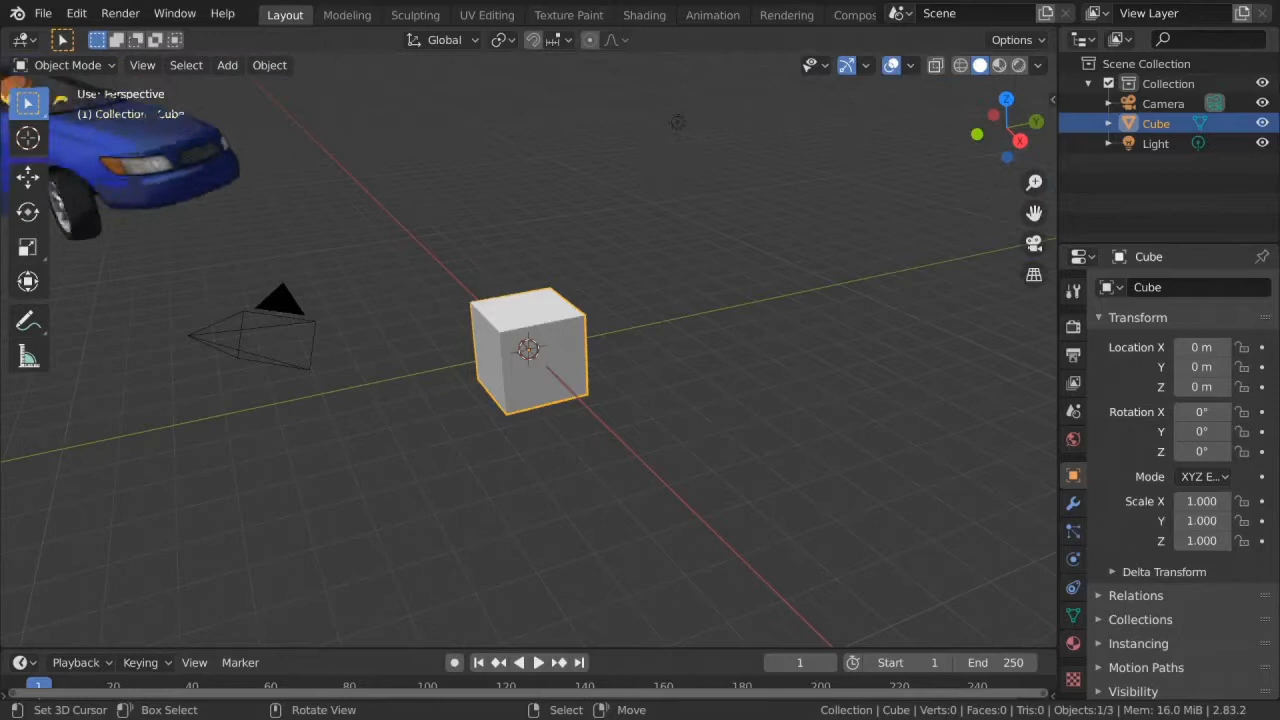 File Edit Render Window Help Layout Modeling Sculpting UV Editing Texture Paint Shading Animation Rendering Compos Scene View Layer
Global Options
Object Mode View Select Add Object
User Perspective
(1) Collection | Cube
Z
Y
X
Scene Collection
Collection
Camera
Cube
Light
Cube
Cube
Transform
Location X 0 m
Y 0 m
Z 0 m
Rotation X 0°
Y 0°
Z 0°
Mode XYZ E...
Scale X 1.000
Y 1.000
Z 1.000
Delta Transform
Relations
Collections
Instancing
Motion Paths
Visibility
Playback Keying View Marker 1 Start 1 End 250
1 20 40 60 80 100 120 140 160 180 200 220 240
Set 3D Cursor Box Select Rotate View Select Move Collection | Cube | Verts:0 | Faces:0 | Tris:0 | Objects:1/3 | Mem: 16.0 MiB | 2.83.2